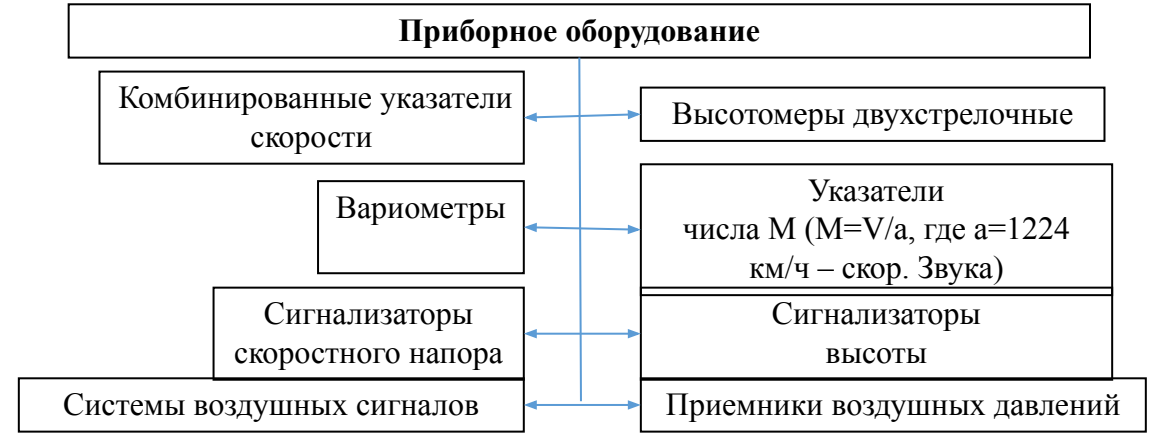 Приборное оборудование
Комбинированные указатели
скорости
Высотомеры двухстрелочные
Вариометры
Указатели
числа М (М=V/a, где а=1224
км/ч – скор. Звука)
Сигнализаторы
скоростного напора
Сигнализаторы
высоты
Системы воздушных сигналов
Приемники воздушных давлений